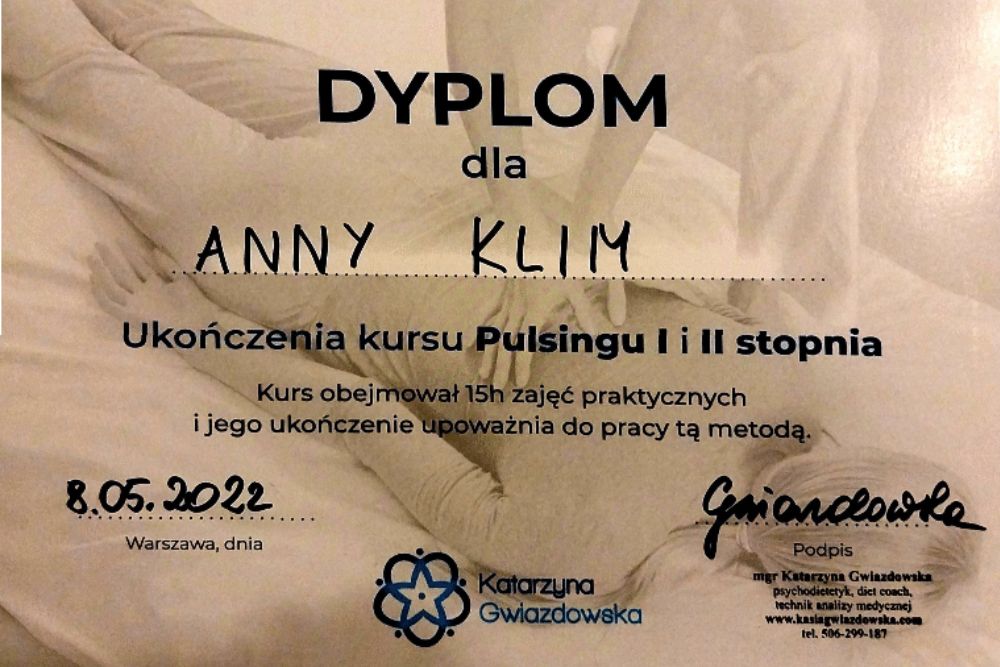 DYPLOM
dla
ANNY KLIM
Ukończenia kursu Pulsingu I i II stopnia
Kurs obejmował 15h zajęć praktycznych
i jego ukończenie upoważnia do pracy tą metodą.
8.05.2022
Gwiazdowska
Warszawa, dnia
Podpis
Katarzyna
Gwiazdowska
mgr Katarzyna Gwiazdowska
psychodietetyk, diet coach,
technik analizy medycznej
www.kasiagwiazdowska.com
tel. 506-299-187